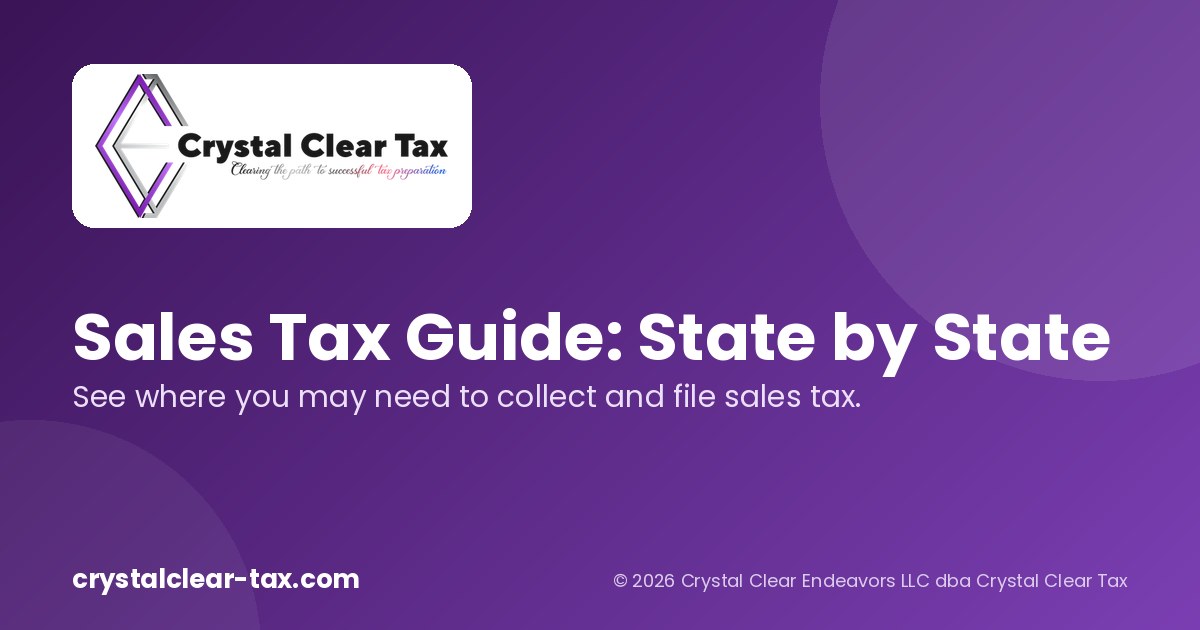 Crystal Clear Tax
Clearing the path to successful tax preparation
Sales Tax Guide: State by State
See where you may need to collect and file sales tax.
crystalclear-tax.com
© 2026 Crystal Clear Endeavors LLC dba Crystal Clear Tax